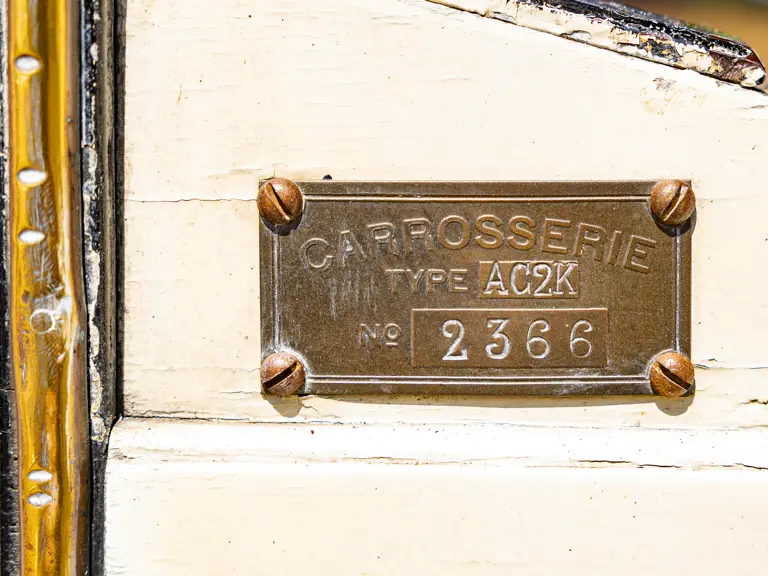 CARROSSERIE
TYPE AC2K
Nº 2366